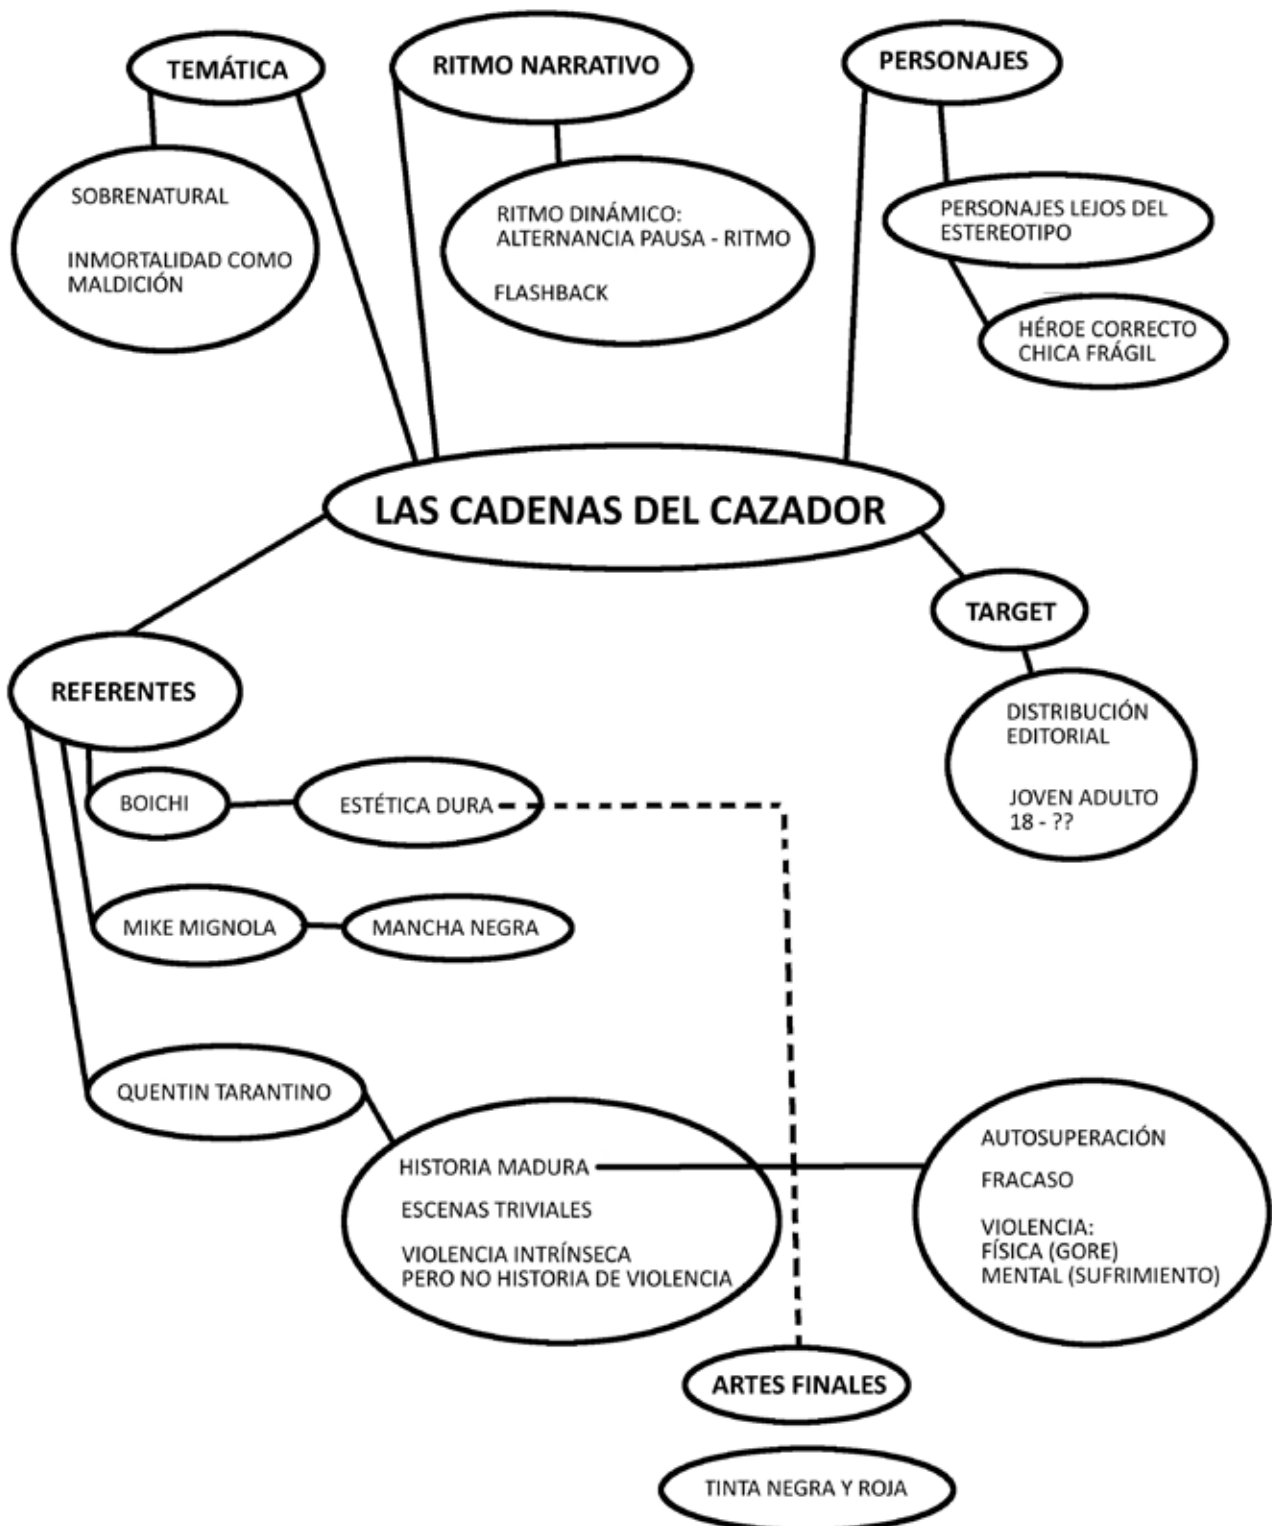 TEMÁTICA
RITMO NARRATIVO
PERSONAJES
SOBRENATURAL
INMORTALIDAD COMO
MALDICIÓN
RITMO DINÁMICO:
ALTERNANCIA PAUSA - RITMO
FLASHBACK
PERSONAJES LEJOS DEL
ESTEREOTIPO
HÉROE CORRECTO
CHICA FRÁGIL
LAS CADENAS DEL CAZADOR
TARGET
DISTRIBUCIÓN
EDITORIAL
JOVEN ADULTO
18 - ??
REFERENTES
BOICHI
ESTÉTICA DURA
MIKE MIGNOLA
MANCHA NEGRA
QUENTIN TARANTINO
HISTORIA MADURA
ESCENAS TRIVIALES
VIOLENCIA INTRÍNSECA
PERO NO HISTORIA DE VIOLENCIA
AUTOSUPERACIÓN
FRACASO
VIOLENCIA:
FÍSICA (GORE)
MENTAL (SUFRIMIENTO)
ARTES FINALES
TINTA NEGRA Y ROJA